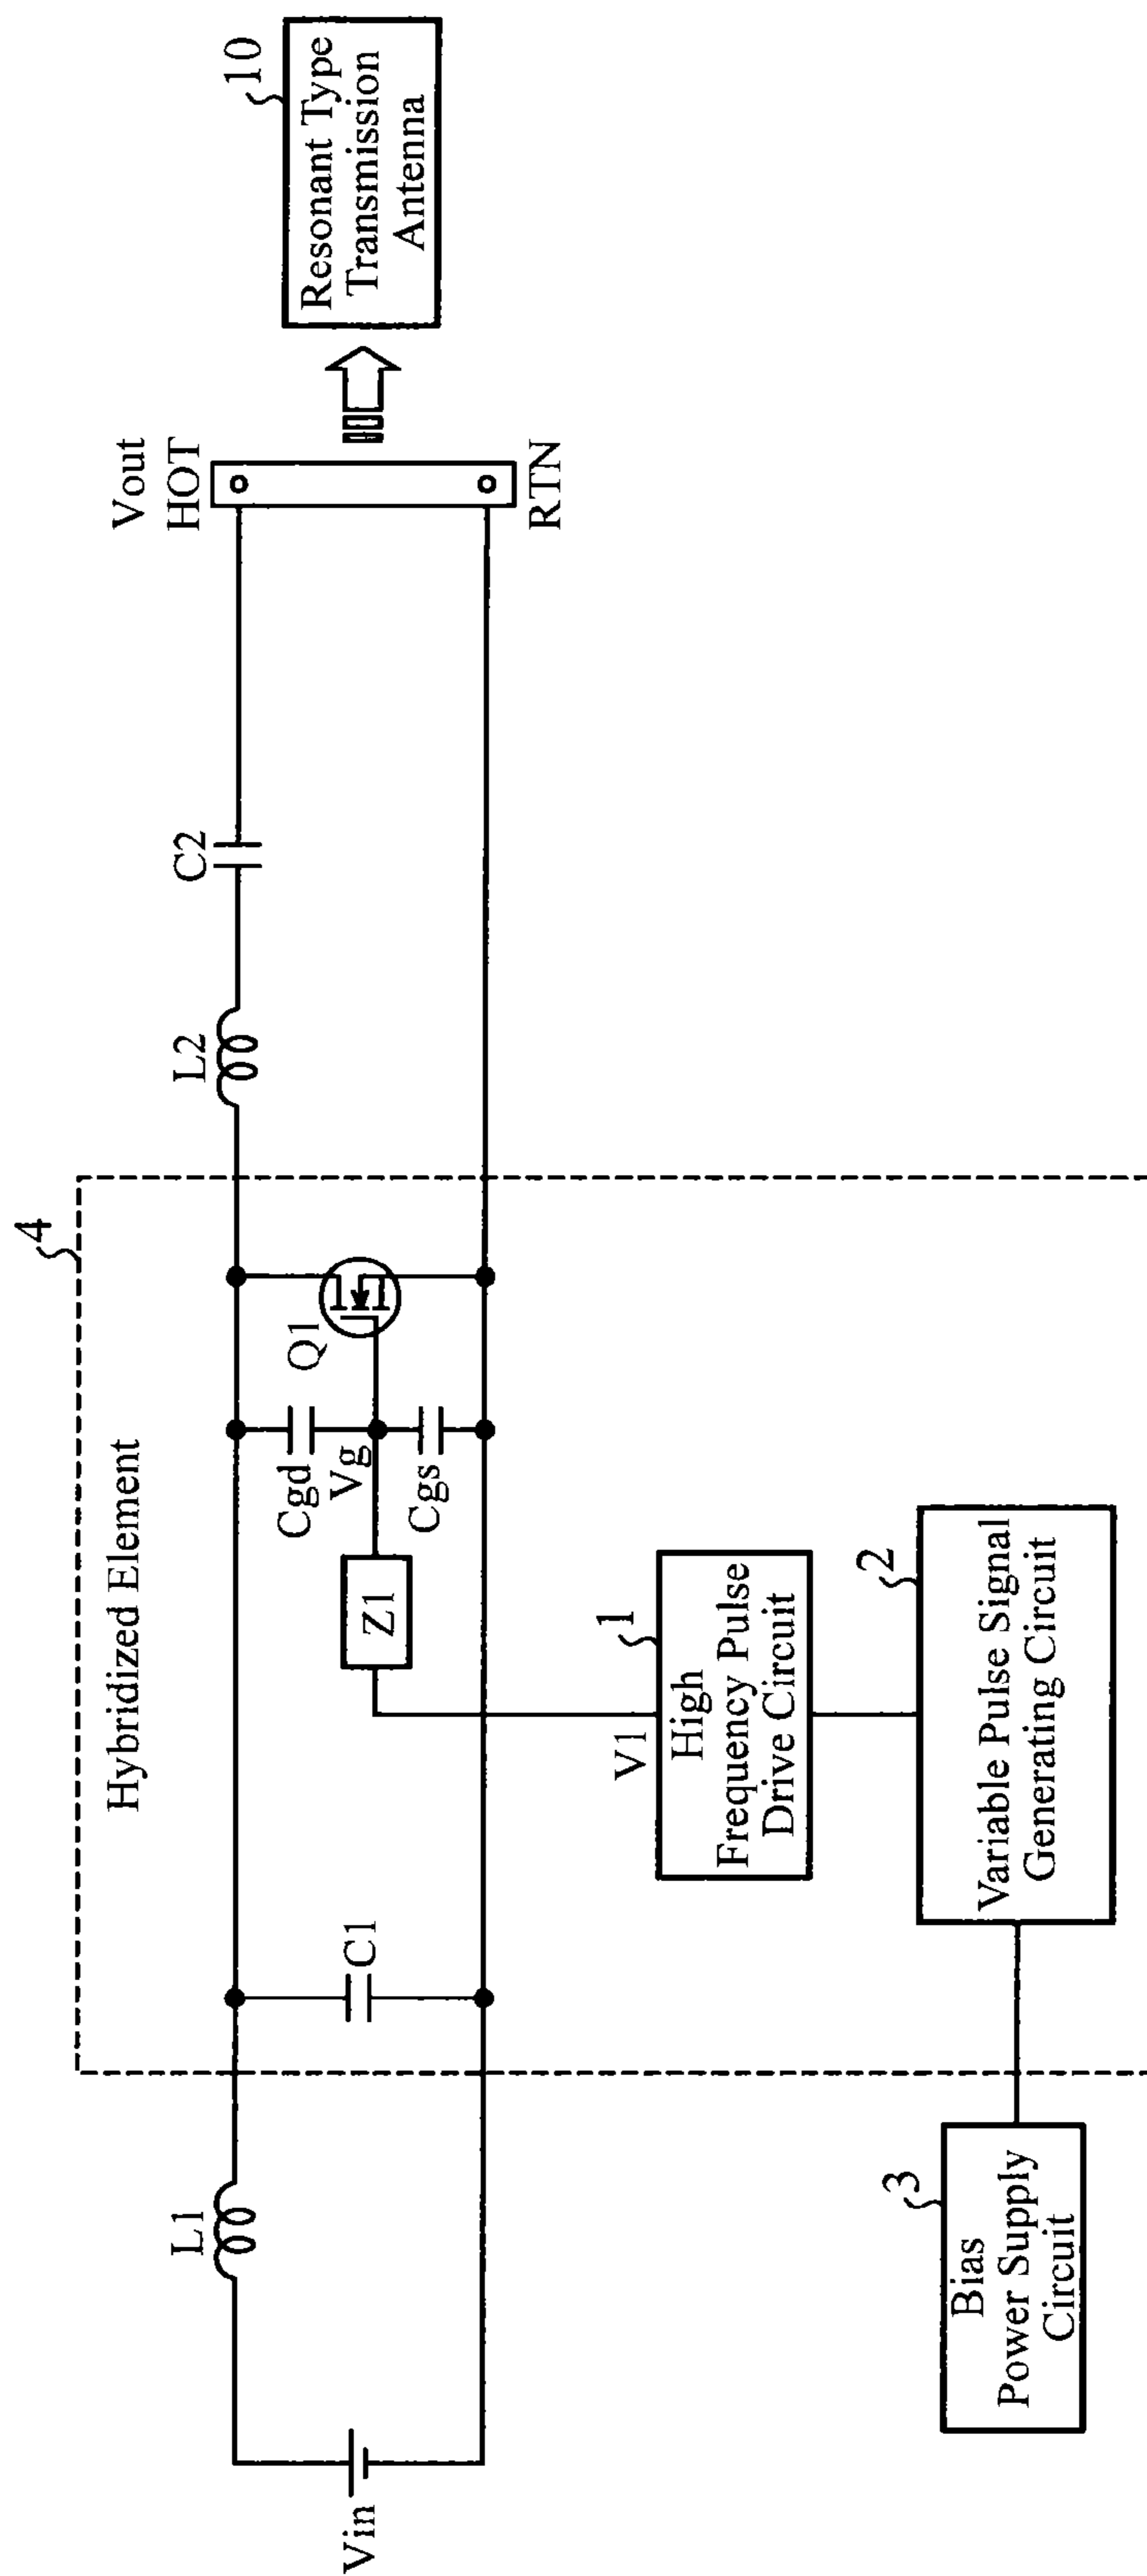 4
Hybridized Element
Vin
L1
C1
Z1
Cgd
Vg
Cgs
Q1
L2
C2
Vout
HOT
RTN
10
Resonant Type
Transmission
Antenna
V1
1
High
Frequency Pulse
Drive Circuit
2
Variable Pulse Signal
Generating Circuit
3
Bias
Power Supply
Circuit